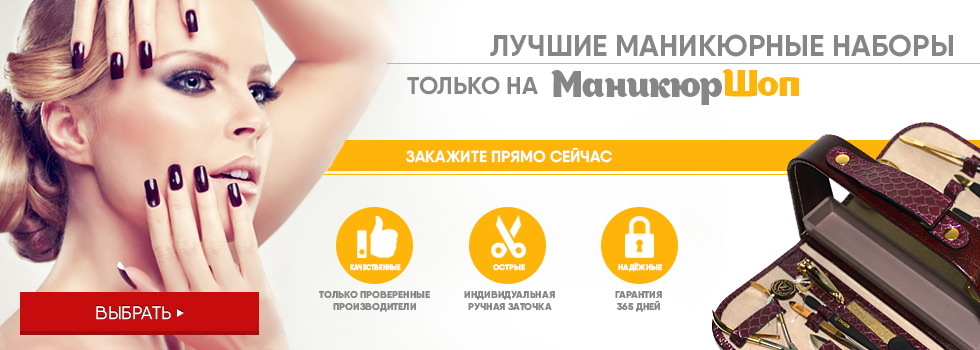 ЛУЧШИЕ МАНИКЮРНЫЕ НАБОРЫ
ТОЛЬКО НА МаникюрШоп
ЗАКАЖИТЕ ПРЯМО СЕЙЧАС
КАЧЕСТВЕННЫЕ
ТОЛЬКО ПРОВЕРЕННЫЕ
ПРОИЗВОДИТЕЛИ
ОСТРЫЕ
ИНДИВИДУАЛЬНАЯ
РУЧНАЯ ЗАТОЧКА
НАДЁЖНЫЕ
ГАРАНТИЯ
365 ДНЕЙ
ВЫБРАТЬ